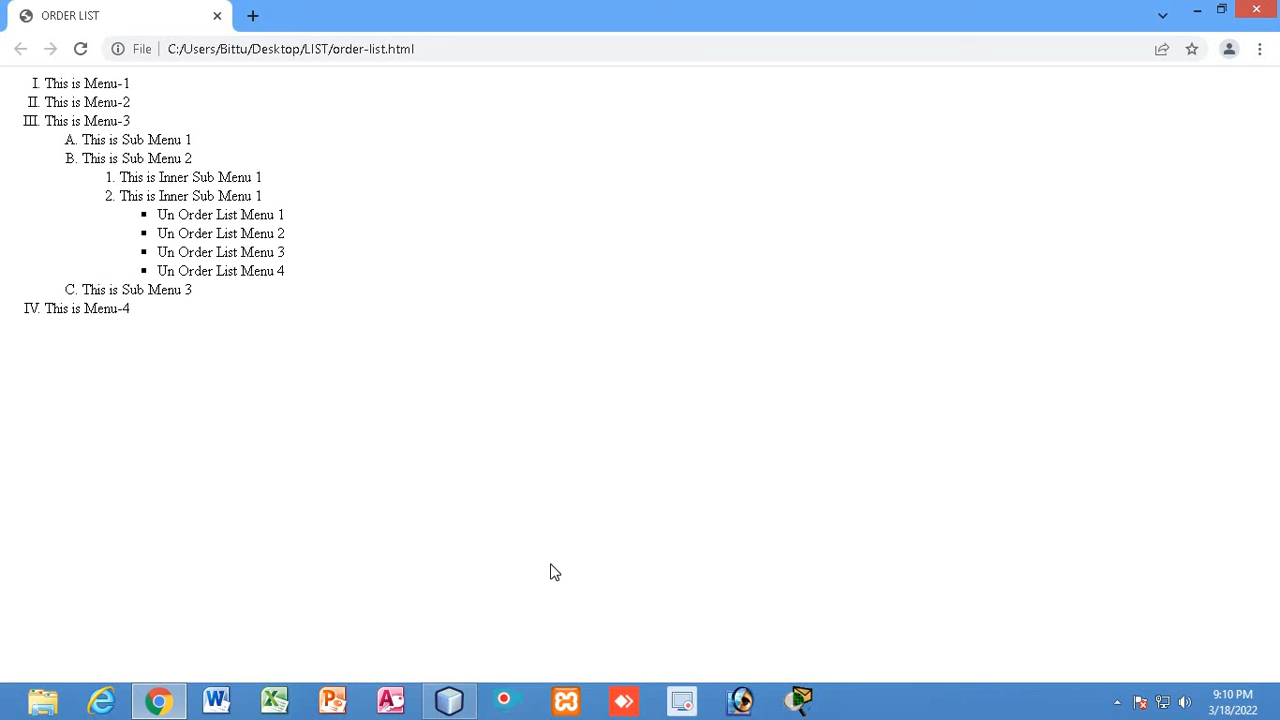 ORDER LIST
File
C:/Users/Bittu/Desktop/LIST/order-list.html
I. This is Menu-1
II. This is Menu-2
III. This is Menu-3
A. This is Sub Menu 1
B. This is Sub Menu 2
1. This is Inner Sub Menu 1
2. This is Inner Sub Menu 1
▪ Un Order List Menu 1
▪ Un Order List Menu 2
▪ Un Order List Menu 3
▪ Un Order List Menu 4
C. This is Sub Menu 3
IV. This is Menu-4
9:10 PM
3/18/2022